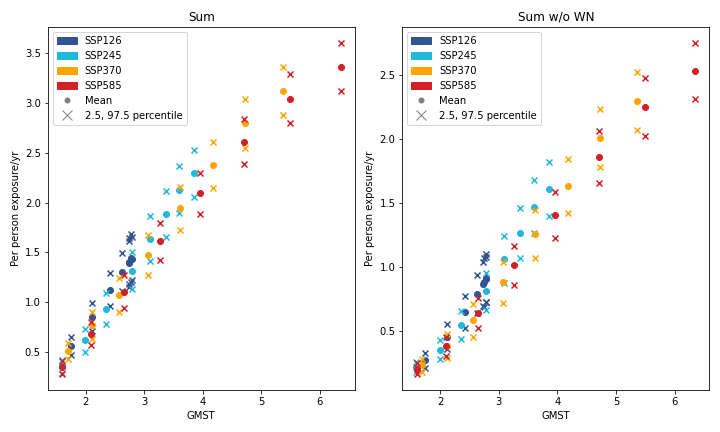 Sum
SSP126
SSP245
SSP370
SSP585
Mean
2.5, 97.5 percentile
3.5
3.0
2.5
2.0
1.5
1.0
0.5
Per person exposure/yr
2 3 4 5 6
GMST
Sum w/o WN
SSP126
SSP245
SSP370
SSP585
Mean
2.5, 97.5 percentile
2.5
2.0
1.5
1.0
0.5
Per person exposure/yr
2 3 4 5 6
GMST